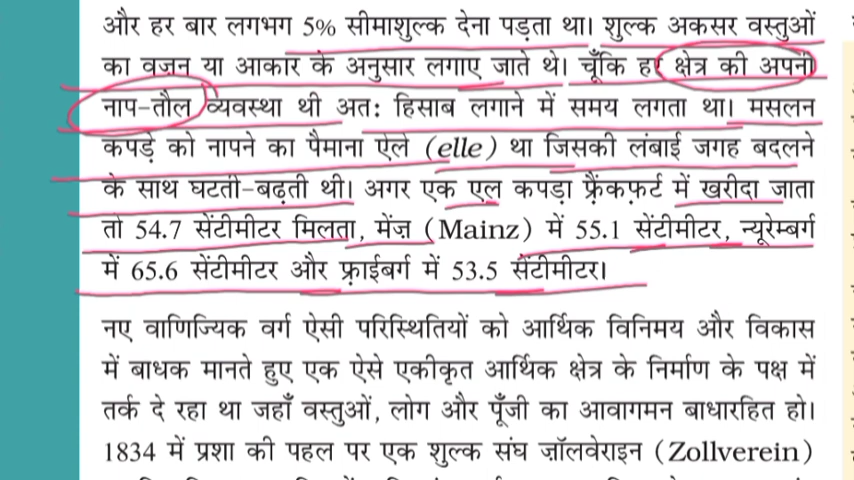 और हर बार लगभग 5% सीमाशुल्क देना पड़ता था। शुल्क अकसर वस्तुओं
का वज़न या आकार के अनुसार लगाए जाते थे। चूँकि हर क्षेत्र की अपनी
नाप-तौल व्यवस्था थी अतः हिसाब लगाने में समय लगता था। मसलन
कपड़े को नापने का पैमाना ऐले (elle) था जिसकी लंबाई जगह बदलने
के साथ घटती-बढ़ती थी। अगर एक एल कपड़ा फ़्रैंकफ़र्ट में खरीदा जाता
तो 54.7 सेंटीमीटर मिलता, मेंज़ (Mainz) में 55.1 सेंटीमीटर, न्यूरेम्बर्ग
में 65.6 सेंटीमीटर और फ़्राईबर्ग में 53.5 सेंटीमीटर।
नए वाणिज्यिक वर्ग ऐसी परिस्थितियों को आर्थिक विनिमय और विकास
में बाधक मानते हुए एक ऐसे एकीकृत आर्थिक क्षेत्र के निर्माण के पक्ष में
तर्क दे रहा था जहाँ वस्तुओं, लोग और पूँजी का आवागमन बाधारहित हो।
1834 में प्रशा की पहल पर एक शुल्क संघ ज़ॉलवेराइन (Zollverein)